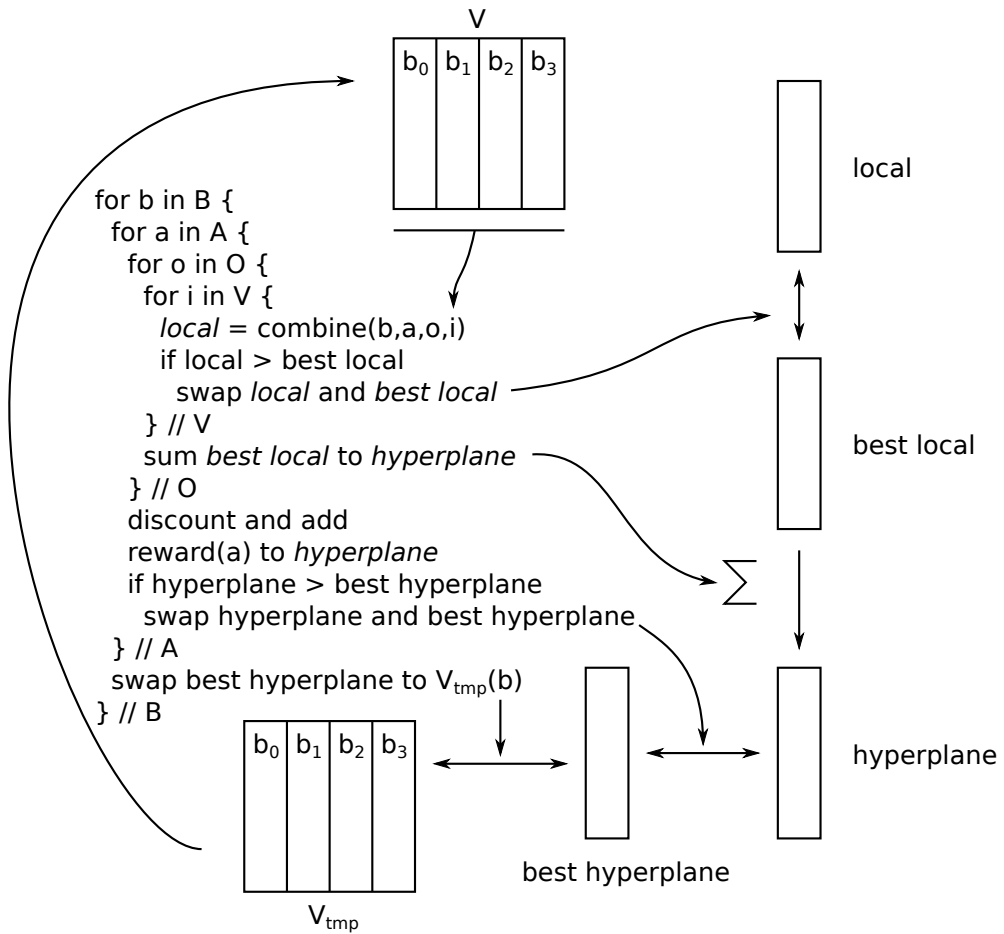 V
b₀ b₁ b₂ b₃
local
for b in B {
for a in A {
for o in O {
for i in V {
local = combine(b,a,o,i)
if local > best local
swap local and best local
} // V
best local
sum best local to hyperplane
} // O
discount and add
reward(a) to hyperplane
if hyperplane > best hyperplane
∑
swap hyperplane and best hyperplane
} // A
swap best hyperplane to Vₜₘₚ(b)
} // B
b₀ b₁ b₂ b₃
hyperplane
best hyperplane
Vₜₘₚ